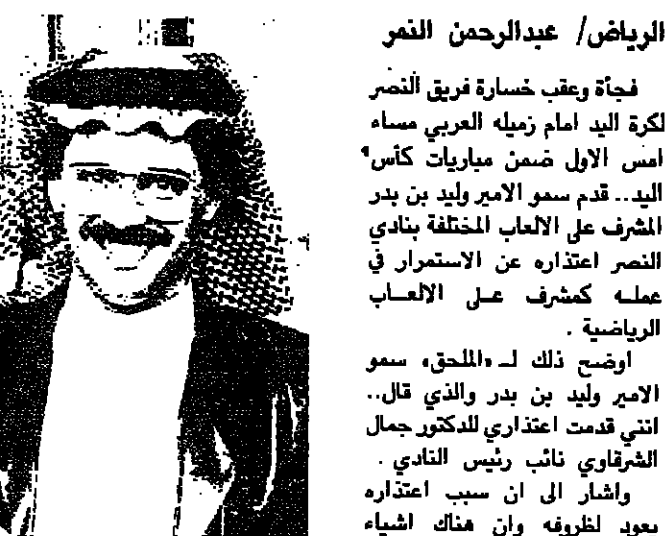 الرياض/ عبدالرحمن النمر
فجأة وعقب خسارة فريق النصر
لكرة اليد امام زميله العربي مساء
امس الاول ضمن مباريات كأس
اليد.. قدم سمو الامير وليد بن بدر
المشرف على الالعاب المختلفة بنادي
النصر اعتذاره عن الاستمرار في
عمله كمشرف على الالعاب
الرياضية .
اوضح ذلك لـ «الملحق» سمو
الامير وليد بن بدر والذي قال..
انني قدمت اعتذاري للدكتور جمال
الشرقاوي نائب رئيس النادي .
واشار الى ان سبب اعتذاره
يعود لظروفه وان هناك اشياء